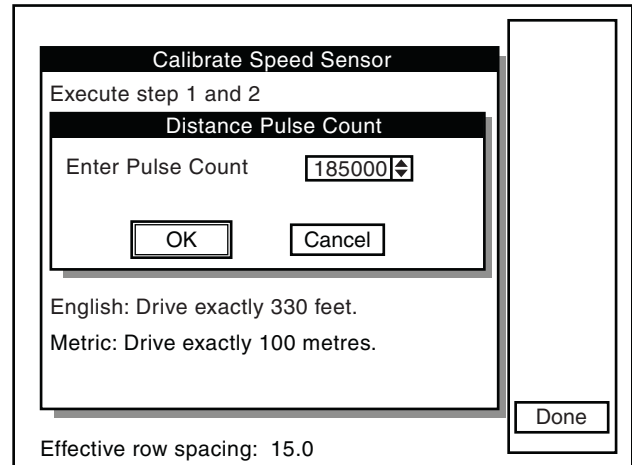 Calibrate Speed Sensor
Execute step 1 and 2
Distance Pulse Count
Enter Pulse Count 185000
OK Cancel
English: Drive exactly 330 feet.
Metric: Drive exactly 100 metres.
Done
Effective row spacing: 15.0